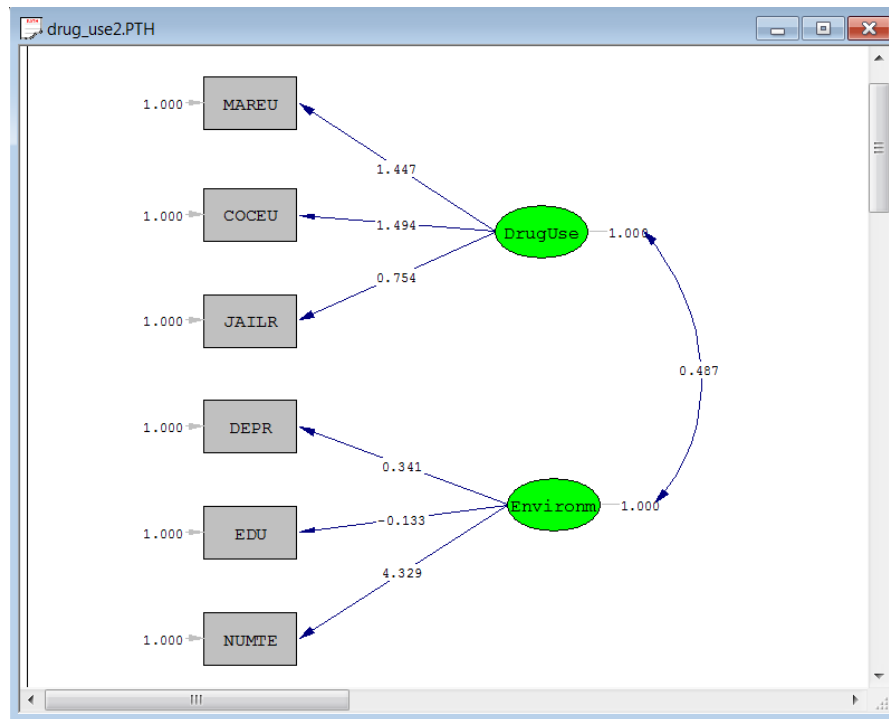 drug_use2.PTH
1.000 MAREU
1.447
1.000 COCEU
1.494
DrugUse 1.000
0.754
1.000 JAILR
0.487
1.000 DEPR
0.341
Environm 1.000
-0.133
1.000 EDU
4.329
1.000 NUMTE